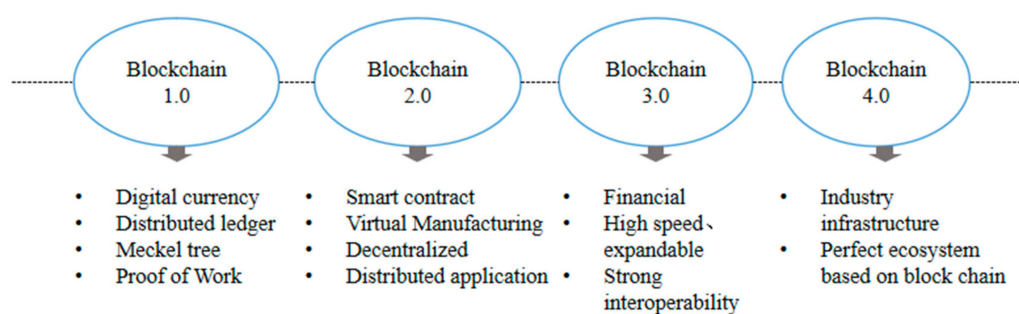 Blockchain
1.0
Blockchain
2.0
Blockchain
3.0
Blockchain
4.0
• Digital currency
• Distributed ledger
• Meckel tree
• Proof of Work
• Smart contract
• Virtual Manufacturing
• Decentralized
• Distributed application
• Financial
• High speed、
expandable
• Strong
interoperability
• Industry
infrastructure
• Perfect ecosystem
based on block chain